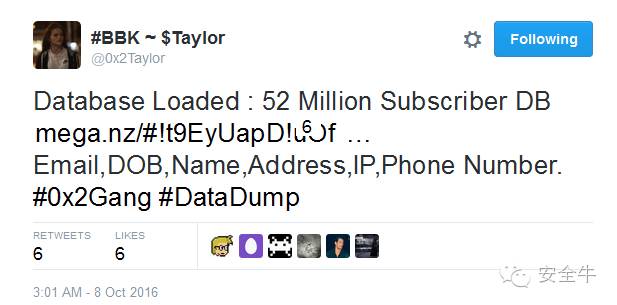 #BBK ~ $Taylor
@0x2Taylor
Following
Database Loaded : 52 Million Subscriber DB
mega.nz/#!t9EyUapD! …
Email,DOB,Name,Address,IP,Phone Number.
#0x2Gang #DataDump
RETWEETS
6
LIKES
6
3:01 AM - 8 Oct 2016
安全牛